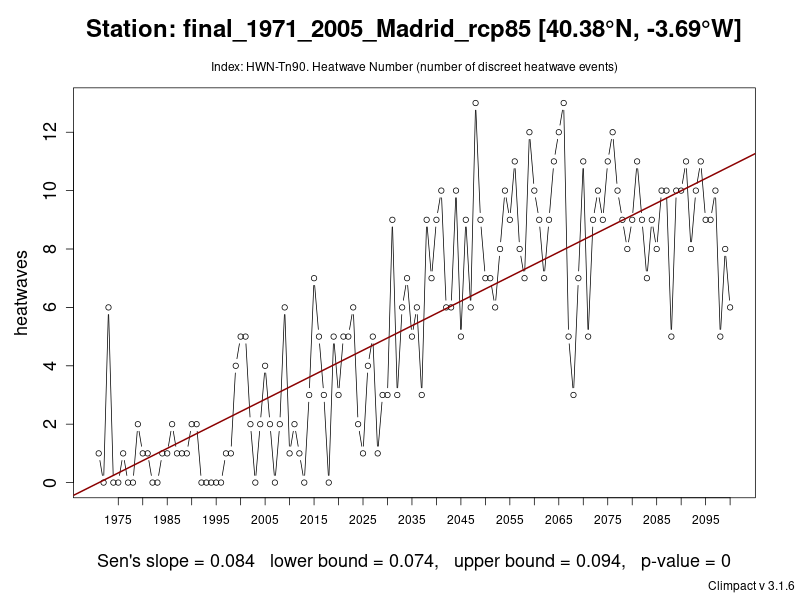 Station: final_1971_2005_Madrid_rcp85 [40.38°N, -3.69°W]
Index: HWN-Tn90. Heatwave Number (number of discreet heatwave events)
heatwaves
12
10
8
6
4
2
0
1975 1985 1995 2005 2015 2025 2035 2045 2055 2065 2075 2085 2095
Sen's slope = 0.084 lower bound = 0.074, upper bound = 0.094, p-value = 0
Climpact v 3.1.6